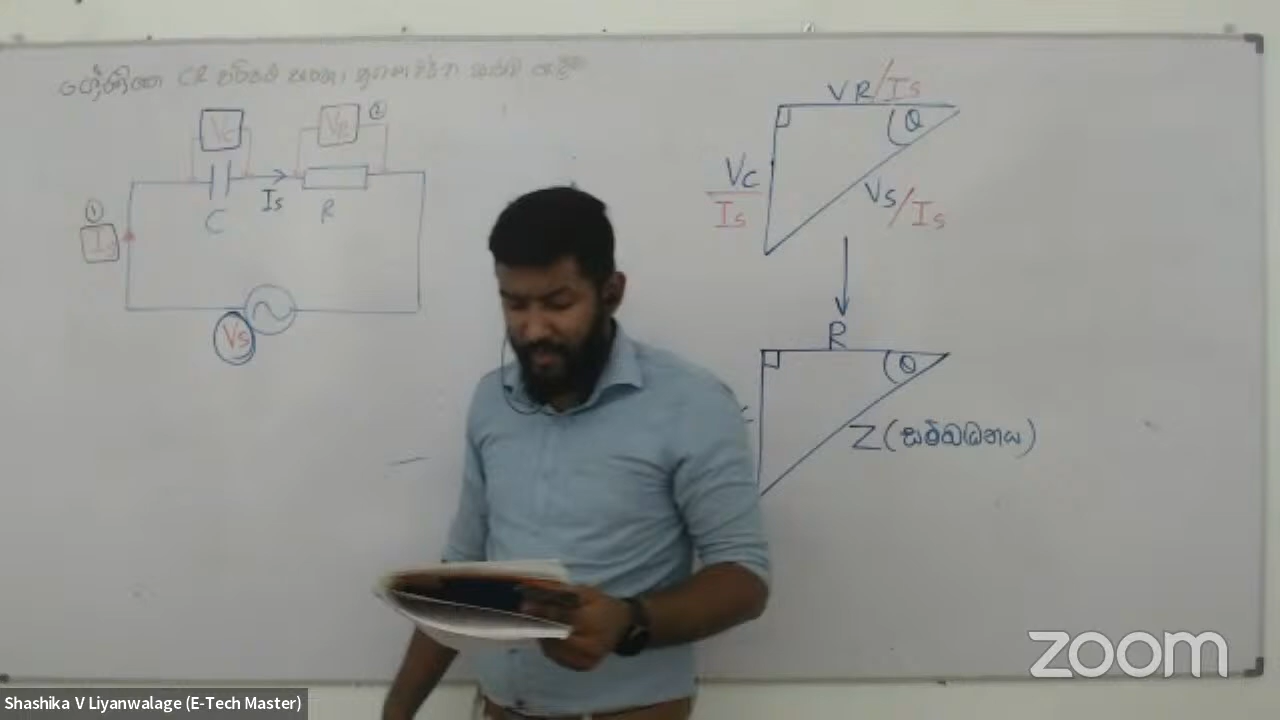 CR
Vc
VR
②
①
Is
C
Is
R
Vs
VR/Is
θ
Vc/Is
Vs/Is
R
θ
Z (සම්බාධනය)
zoom
Shashika V Liyanwalage (E-Tech Master)